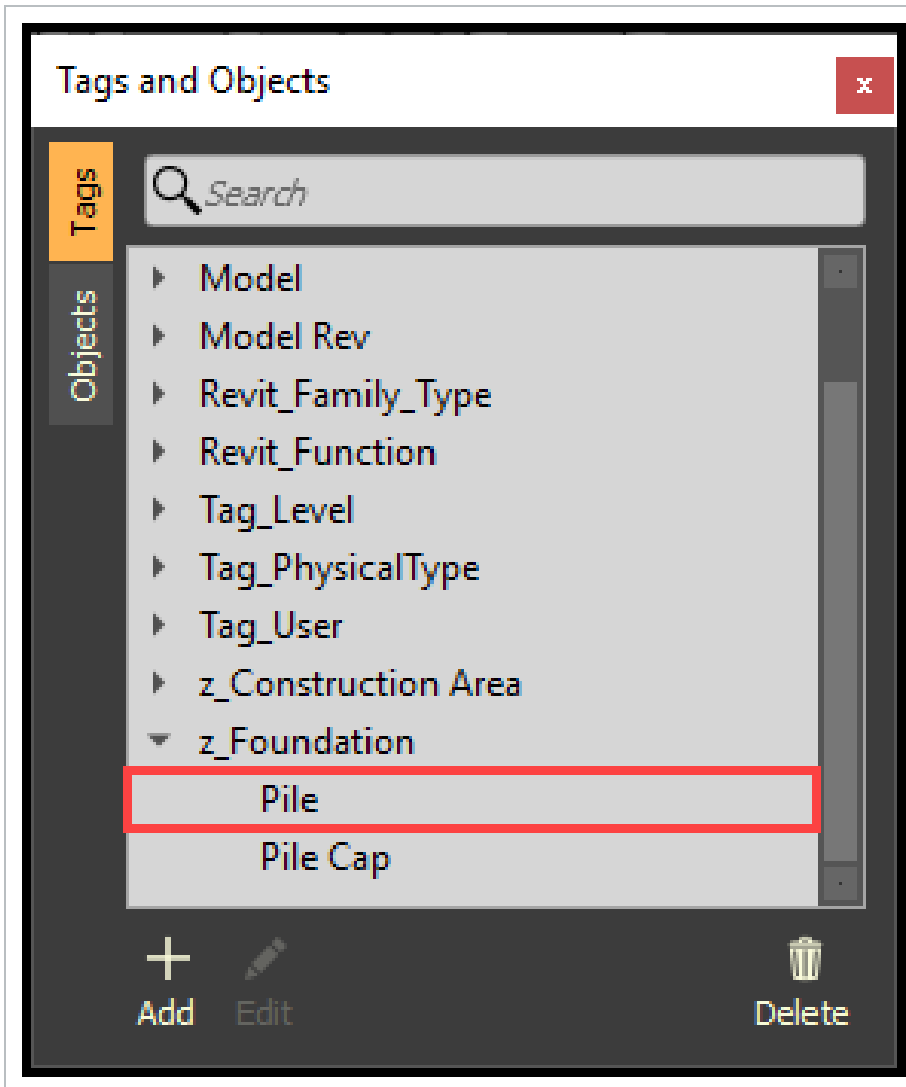 Tags and Objects
x
Tags
Search
Objects
Model
Model Rev
Revit_Family_Type
Revit_Function
Tag_Level
Tag_PhysicalType
Tag_User
z_Construction Area
z_Foundation
Pile
Pile Cap
Add
Edit
Delete